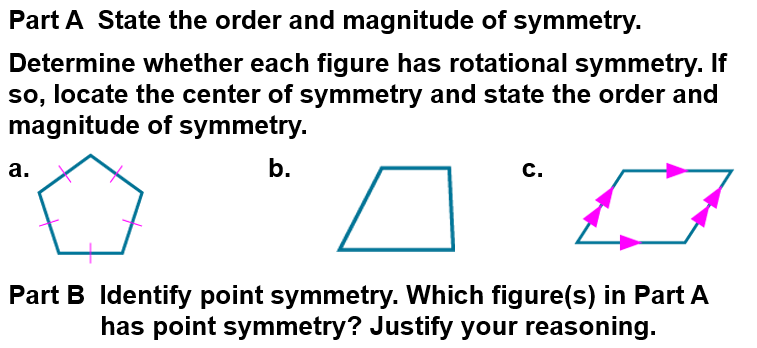 Part A State the order and magnitude of symmetry.
Determine whether each figure has rotational symmetry. If
so, locate the center of symmetry and state the order and
magnitude of symmetry.
a. b. c.
Part B Identify point symmetry. Which figure(s) in Part A
has point symmetry? Justify your reasoning.